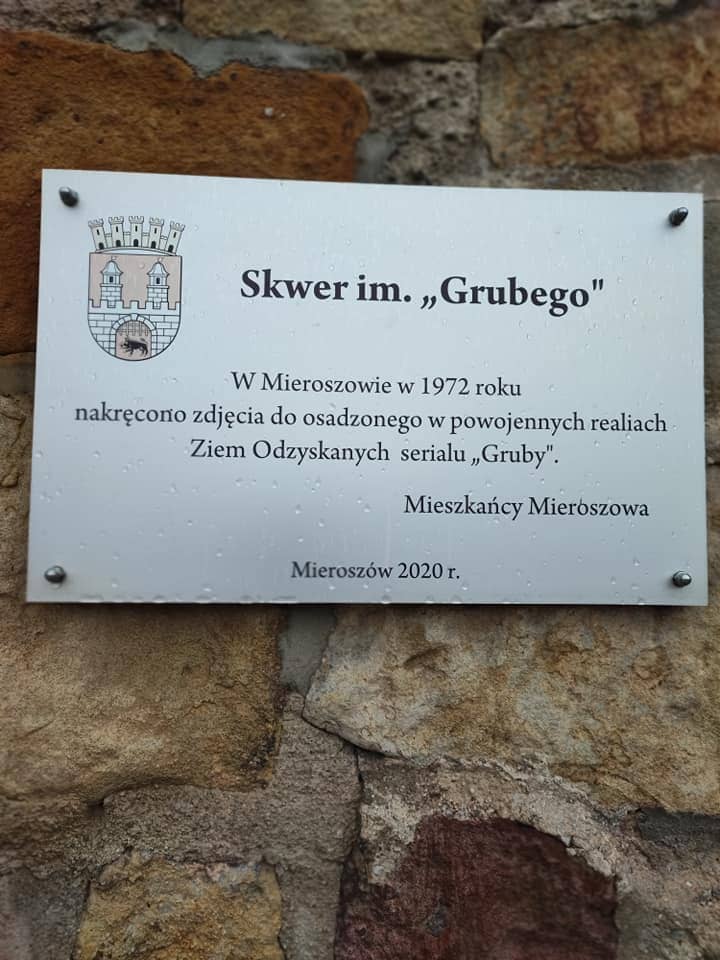 Skwer im. „Grubego"
W Mieroszowie w 1972 roku
nakręcono zdjęcia do osadzonego w powojennych realiach
Ziem Odzyskanych serialu „Gruby".
Mieszkańcy Mieroszowa
Mieroszów 2020 r.